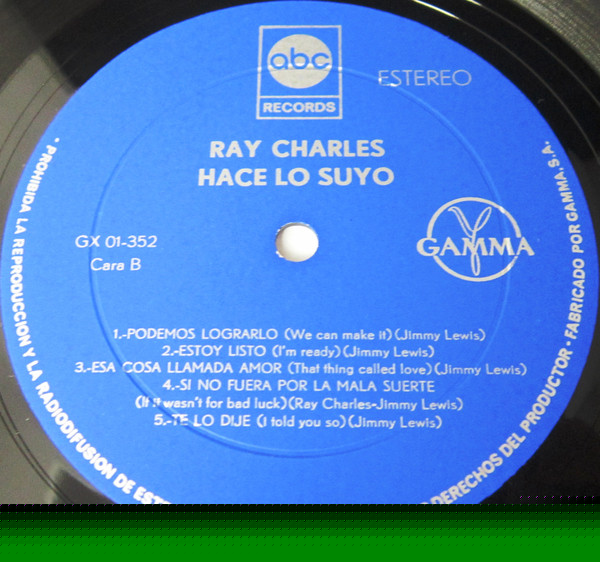 abc
RECORDS
ESTEREO
RAY CHARLES
HACE LO SUYO
GX 01-352
Cara B
GAMMA
1.-PODEMOS LOGRARLO (We can make it) (Jimmy Lewis)
2.-ESTOY LISTO (I'm ready) (Jimmy Lewis)
3.-ESA COSA LLAMADA AMOR (That thing called love) (Jimmy Lewis)
4.-SI NO FUERA POR LA MALA SUERTE
(If it wasn't for bad luck) (Ray Charles-Jimmy Lewis)
5.-TE LO DIJE (I told you so) (Jimmy Lewis)
* PROHIBIDA LA REPRODUCCION Y LA RADIODIFUSION DE
DERECHOS DEL PRODUCTOR · FABRICADO POR GAMMA, S.A.